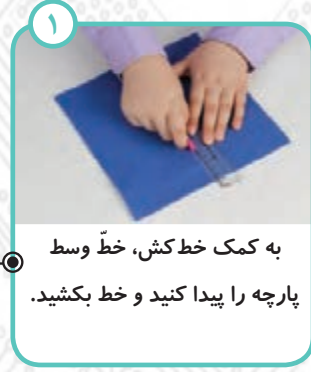 ۱
به کمک خط‌کش، خطّ وسط
پارچه را پیدا کنید و خط بکشید.